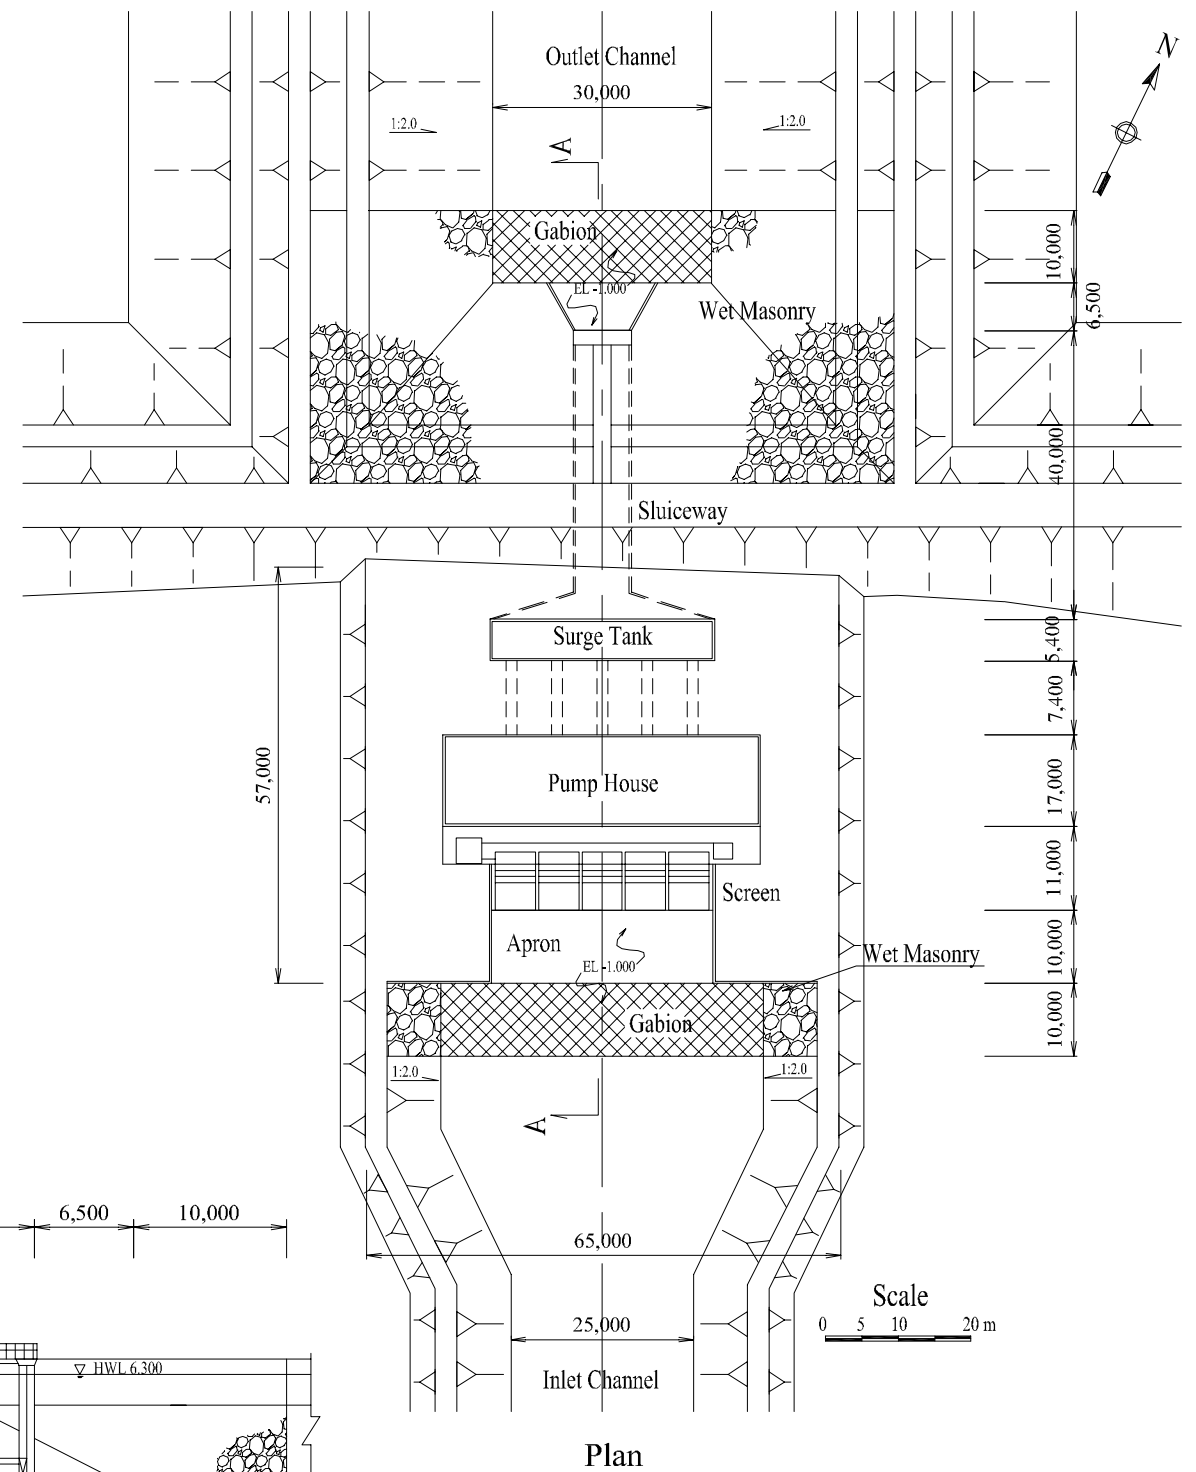 N
Outlet Channel
30,000
1:2.0
1:2.0
A
Gabion
10,000
EL -1.000
6,500
Wet Masonry
40,000
Sluiceway
Surge Tank
5,400
7,400
57,000
Pump House
17,000
11,000
Screen
Apron
10,000
Wet Masonry
EL -1.000
Gabion
10,000
1:2.0
1:2.0
A
6,500
10,000
65,000
Scale
0 5 10 20 m
25,000
HWL 6.300
Inlet Channel
Plan